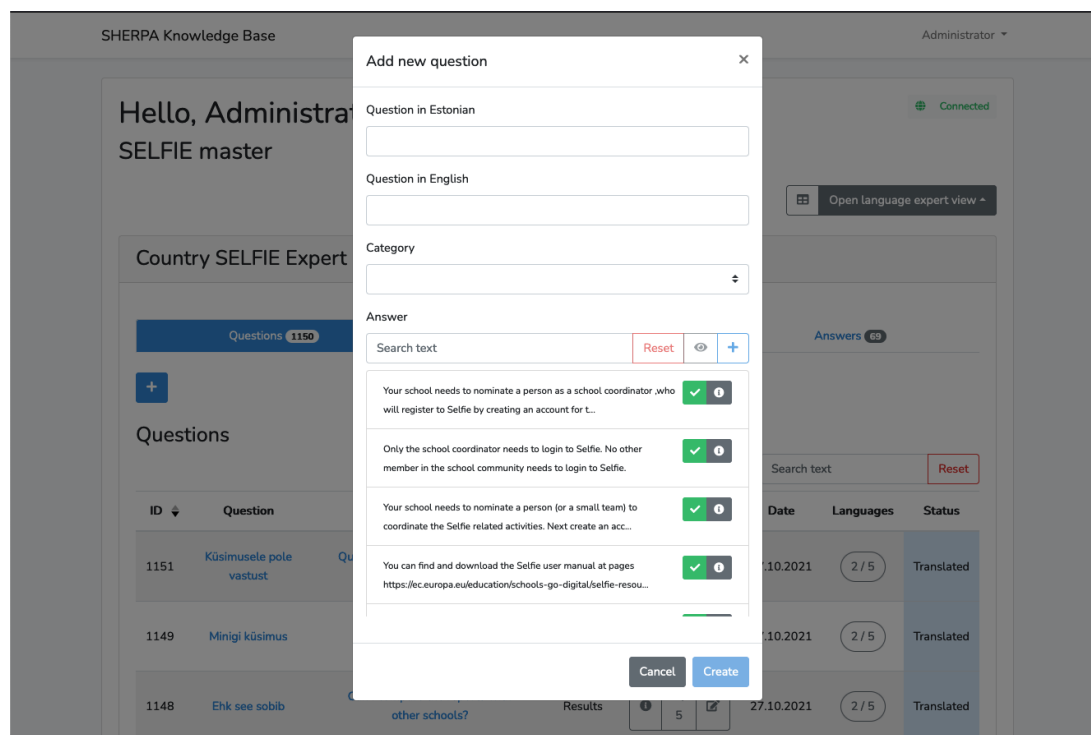 SHERPA Knowledge Base
Administrator
Add new question
×
Hello, Administrat
Connected
SELFIE master
Question in Estonian
Question in English
Open language expert view
Country SELFIE Expert
Category
Answer
Questions 1150
Answers 69
Search text
Reset
+
+
Your school needs to nominate a person as a school coordinator ,who
will register to Selfie by creating an account for t...
Questions
Only the school coordinator needs to login to Selfie. No other
member in the school community needs to login to Selfie.
Search text
Reset
ID
Question
Your school needs to nominate a person (or a small team) to
coordinate the Selfie related activities. Next create an acc...
Date
Languages
Status
1151
Küsimusele pole
vastust
Qu
You can find and download the Selfie user manual at pages
https://ec.europa.eu/education/schools-go-digital/selfie-resou...
.10.2021
2 / 5
Translated
1149
Minigi küsimus
.10.2021
2 / 5
Translated
Cancel
Create
1148
Ehk see sobib
other schools?
Results
5
27.10.2021
2 / 5
Translated